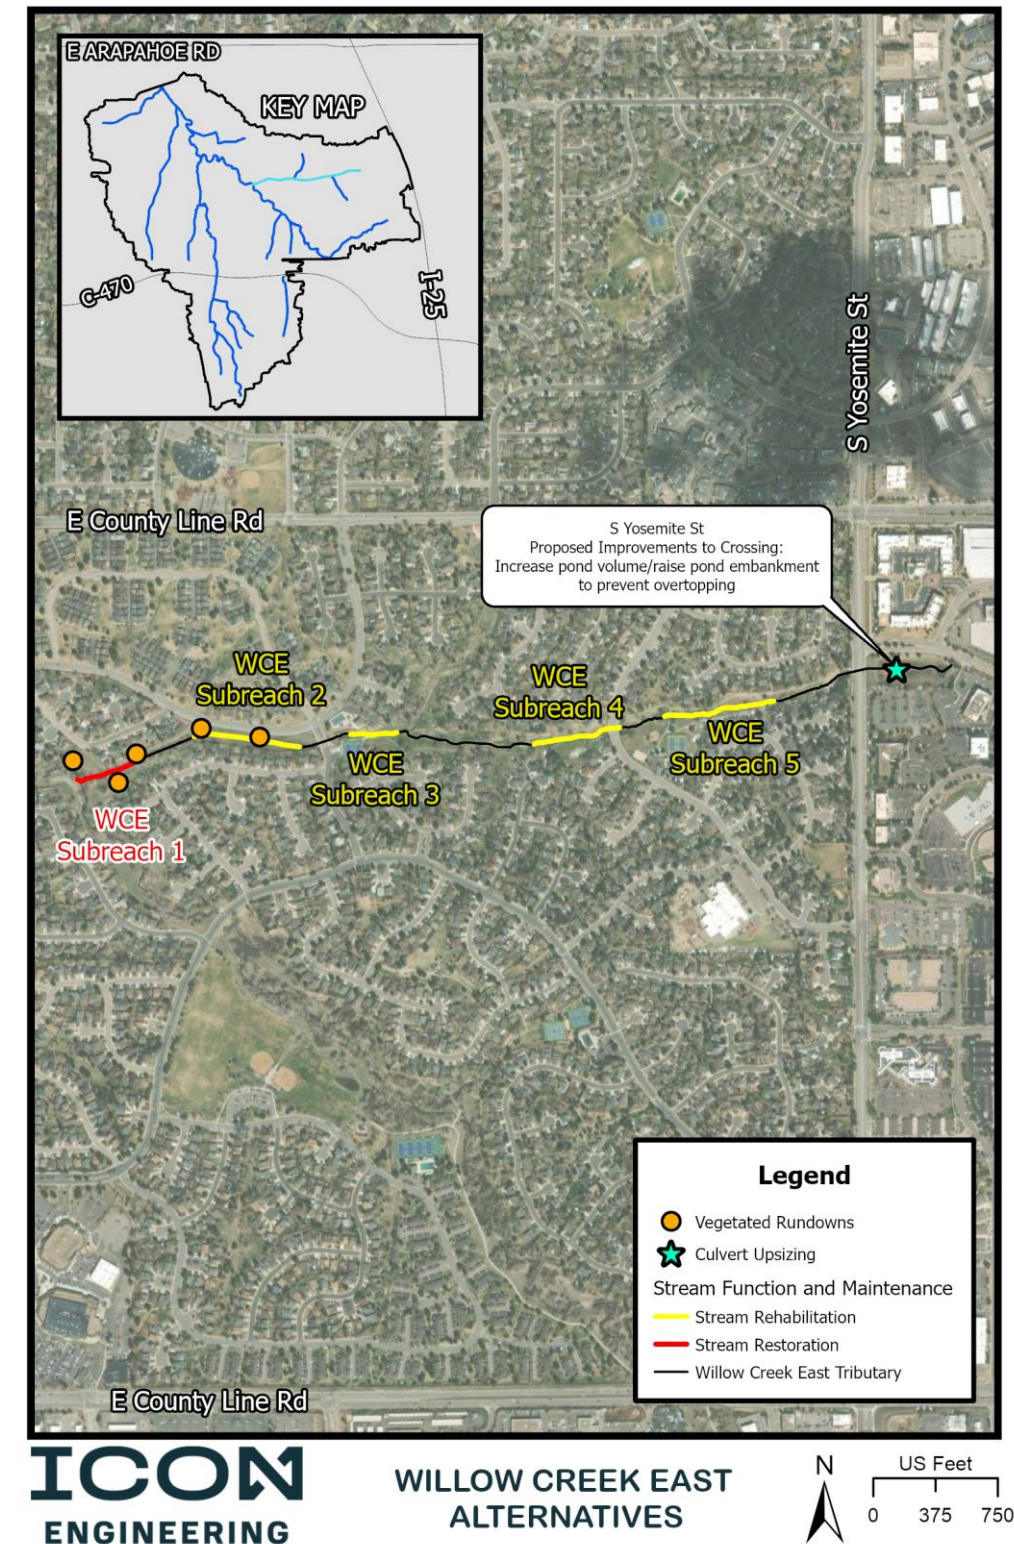 E ARAPAHOE RD
KEY MAP
C-470
I-25
S Yosemite St
E County Line Rd
S Yosemite St
Proposed Improvements to Crossing:
Increase pond volume/raise pond embankment
to prevent overtopping
WCE
Subreach 2
WCE
Subreach 4
WCE
Subreach 3
WCE
Subreach 5
WCE
Subreach 1
Legend
Vegetated Rundowns
Culvert Upsizing
Stream Function and Maintenance
Stream Rehabilitation
Stream Restoration
Willow Creek East Tributary
E County Line Rd
ICON
ENGINEERING
WILLOW CREEK EAST
ALTERNATIVES
N
US Feet
0 375 750